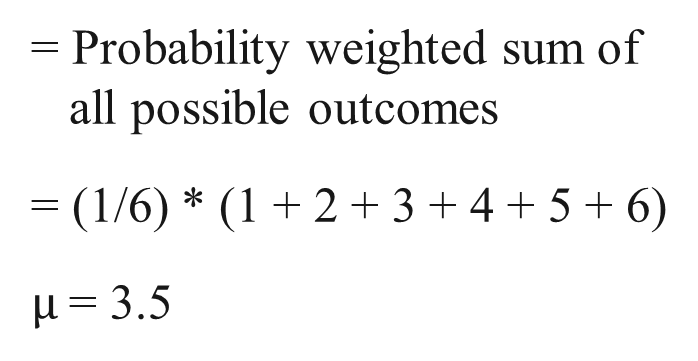 = Probability weighted sum of
all possible outcomes
= (1/6) * (1 + 2 + 3 + 4 + 5 + 6)
μ = 3.5